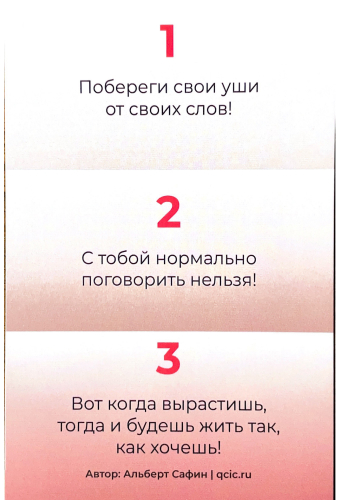 1
Побереги свои уши
от своих слов!
2
С тобой нормально
поговорить нельзя!
3
Вот когда вырастишь,
тогда и будешь жить так,
как хочешь!
Автор: Альберт Сафин | qcic.ru